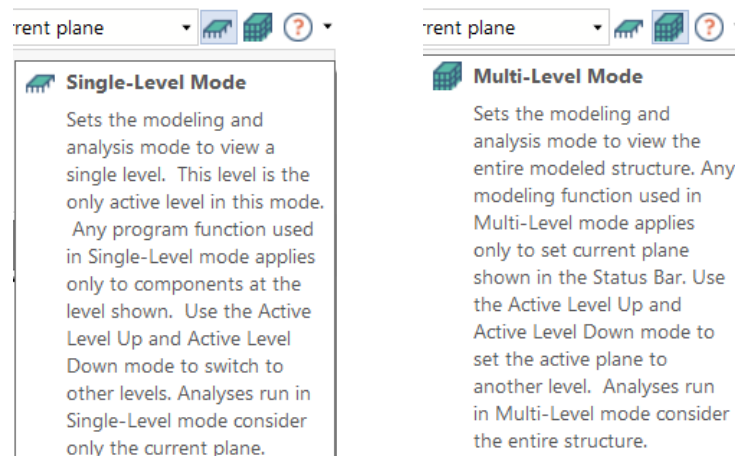 rent plane
Single-Level Mode
Sets the modeling and
analysis mode to view a
single level.  This level is the
only active level in this mode.
Any program function used
in Single-Level mode applies
only to components at the
level shown.  Use the Active
Level Up and Active Level
Down mode to switch to
other levels. Analyses run in
Single-Level mode consider
only the current plane.
rrent plane
Multi-Level Mode
Sets the modeling and
analysis mode to view the
entire modeled structure. Any
modeling function used in
Multi-Level mode applies
only to set current plane
shown in the Status Bar. Use
the Active Level Up and
Active Level Down mode to
set the active plane to
another level.  Analyses run
in Multi-Level mode consider
the entire structure.